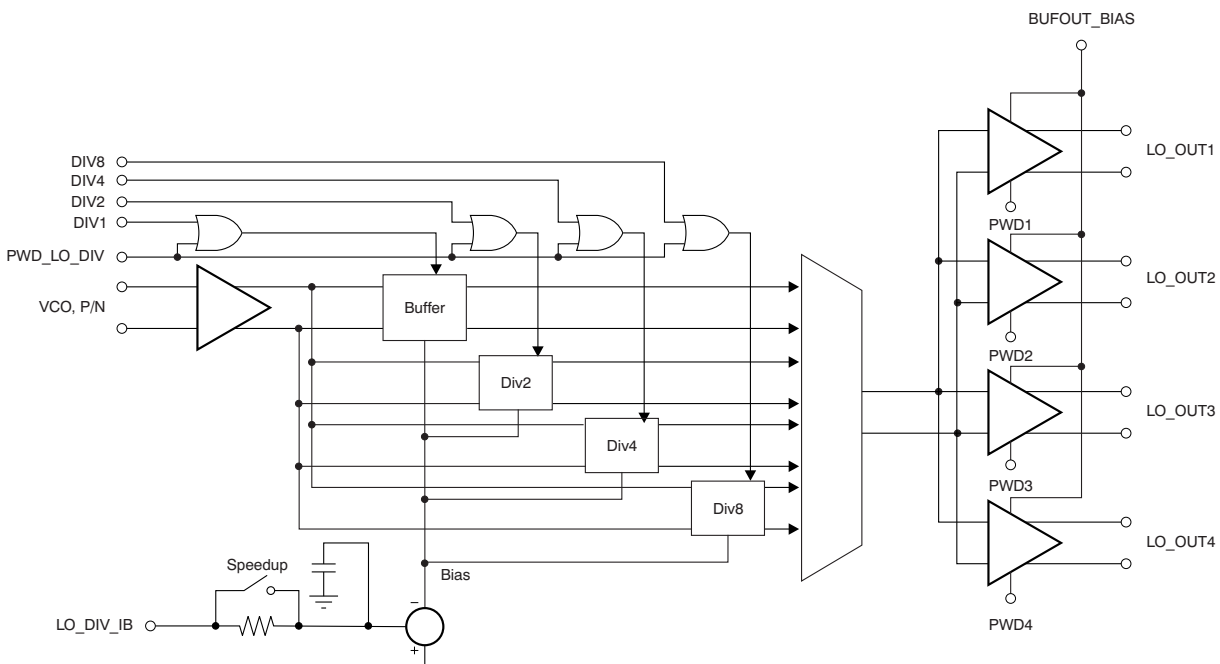 BUFOUT_BIAS
LO_OUT1
DIV8
DIV4
DIV2
DIV1
PWD_LO_DIV
PWD1
VCO, P/N
Buffer
LO_OUT2
PWD2
Div2
LO_OUT3
Div4
PWD3
Div8
LO_OUT4
Speedup
Bias
LO_DIV_IB
−
+
PWD4